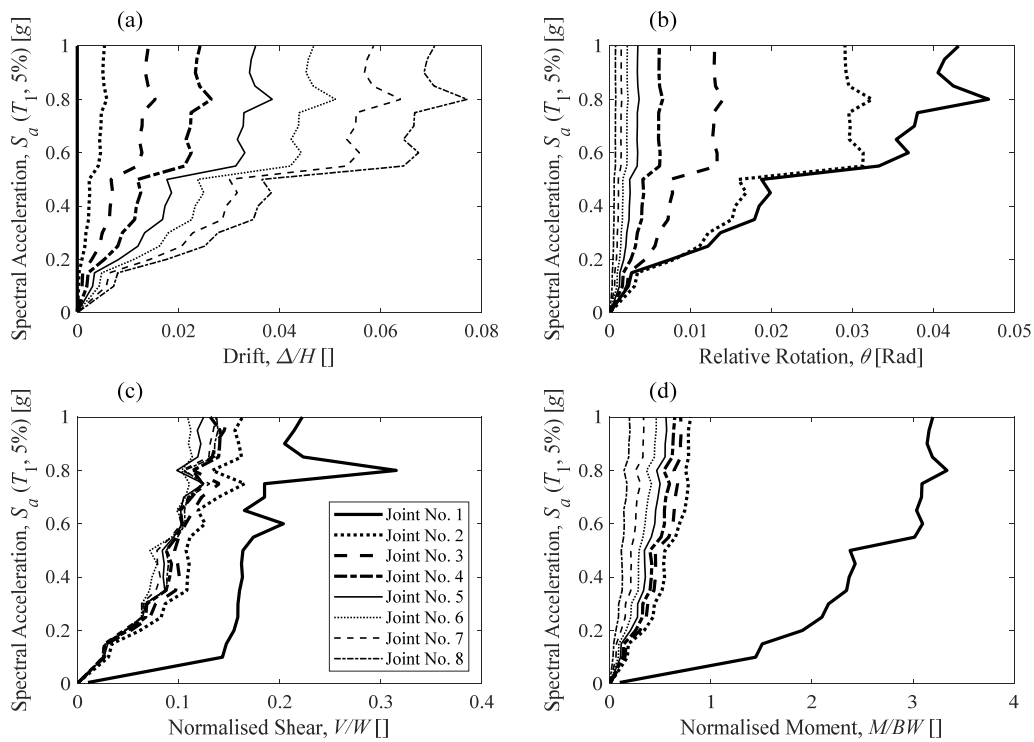 (a)
Spectral Acceleration, S_a (T_1, 5%) [g]
1
0.8
0.6
0.4
0.2
0
0 0.02 0.04 0.06 0.08
Drift, Δ/H []
(b)
Spectral Acceleration, S_a (T_1, 5%) [g]
1
0.8
0.6
0.4
0.2
0
0 0.01 0.02 0.03 0.04 0.05
Relative Rotation, θ [Rad]
(c)
Spectral Acceleration, S_a (T_1, 5%) [g]
1
0.8
0.6
0.4
0.2
0
0 0.1 0.2 0.3 0.4
Normalised Shear, V/W []
Joint No. 1
Joint No. 2
Joint No. 3
Joint No. 4
Joint No. 5
Joint No. 6
Joint No. 7
Joint No. 8
(d)
Spectral Acceleration, S_a (T_1, 5%) [g]
1
0.8
0.6
0.4
0.2
0
0 1 2 3 4
Normalised Moment, M/BW []